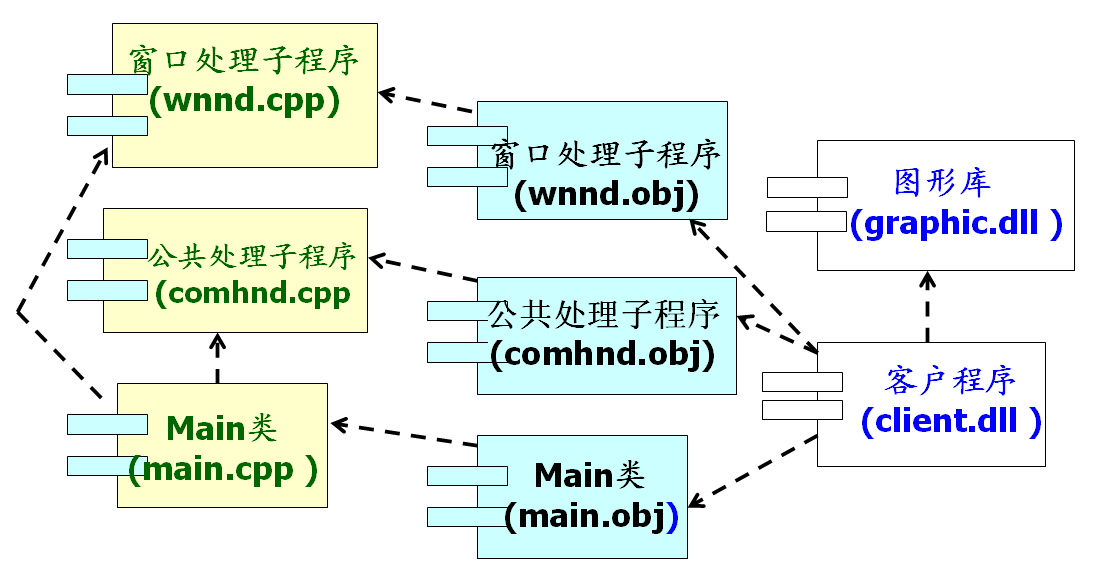 窗口处理子程序
(wnnd.cpp)
窗口处理子程序
(wnnd.obj)
图形库
(graphic.dll )
公共处理子程序
(comhnd.cpp
公共处理子程序
(comhnd.obj)
客户程序
(client.dll )
Main类
(main.cpp )
Main类
(main.obj)